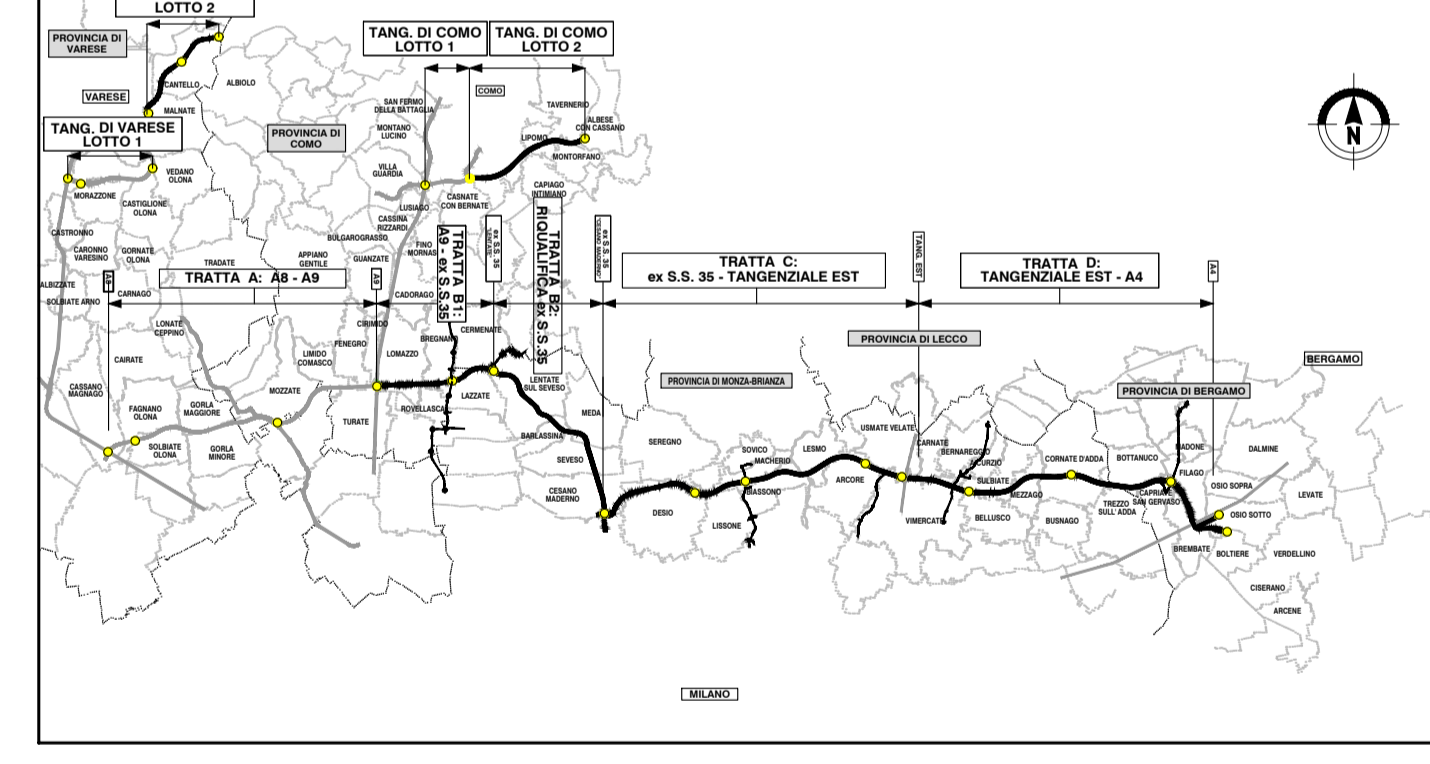 LOTTO 2
PROVINCIA DI
VARESE
TANG. DI COMO
LOTTO 1
TANG. DI COMO
LOTTO 2
CANTELLO
ALBIOLO
VARESE
MALNATE
COMO
SAN FERMO
DELLA BATTAGLIA
TAVERNERIO
TANG. DI VARESE
LOTTO 1
PROVINCIA DI
COMO
MONTANO
LUCINO
ALBESE
CON CASSANO
LIPOMO
MONTORFANO
N
VEDANO
OLONA
VILLA
GUARDIA
MORAZZONE
CASTIGLIONE
OLONA
CAPIAGO
INTIMIANO
CASNATE
CON BERNATE
LUSIAGO
CASSINA
RIZZARDI
CASTRONNO
BULGAROGRASSO
FINO
MORNAS
CARONNO
VARESINO
GORNATE
OLONA
TRADATE
APPIANO
GENTILE
GUANZATE
TRATTA B1:
A9 - ex S.S.35
ex S.S. 35
TRATTA B2:
RIQUALIFICA ex S.S.35
ex S.S. 35
"CESANO MADERNO"
TRATTA C:
ex S.S. 35 - TANGENZIALE EST
TANG. EST
TRATTA D:
TANGENZIALE EST - A4
A4
A8
TRATTA A: A8 - A9
A9
ALBIZZATE
SOLBIATE ARNO
CARNAGO
CADORAGO
LONATE
CEPPINO
CIRIMIDO
FENEGRO
BREGNANO
CERMENATE
PROVINCIA DI LECCO
CAIRATE
LIMIDO
COMASCO
LOMAZZO
BERGAMO
CASSANO
MAGNAGO
MOZZATE
LAZZATE
LENTATE
SUL SEVESO
PROVINCIA DI MONZA-BRIANZA
PROVINCIA DI BERGAMO
FAGNANO
OLONA
GORLA
MAGGIORE
TURATE
ROVELLASCA
MEDA
SOLBIATE
OLONA
GORLA
MINORE
BARLASSINA
SEREGNO
USMATE VELATE
CARNATE
BERNAREGGIO
MADONE
DALMINE
SEVESO
SOVICO
MACHERIO
LESMO
CURZIO
CORNATE D'ADDA
BOTTANUCO
FILAGO
CESANO
MADERNO
BIASSONO
ARCORE
SULBIATE
MEZZAGO
CAPRIATE
SAN GERVASO
OSIO SOPRA
LEVATE
DESIO
LISSONE
VIMERCATE
BELLUSCO
BUSNAGO
TREZZO
SULL' ADDA
OSIO SOTTO
BREMBATE
BOLTIERE
VERDELLINO
CISERANO
ARCENE
MILANO